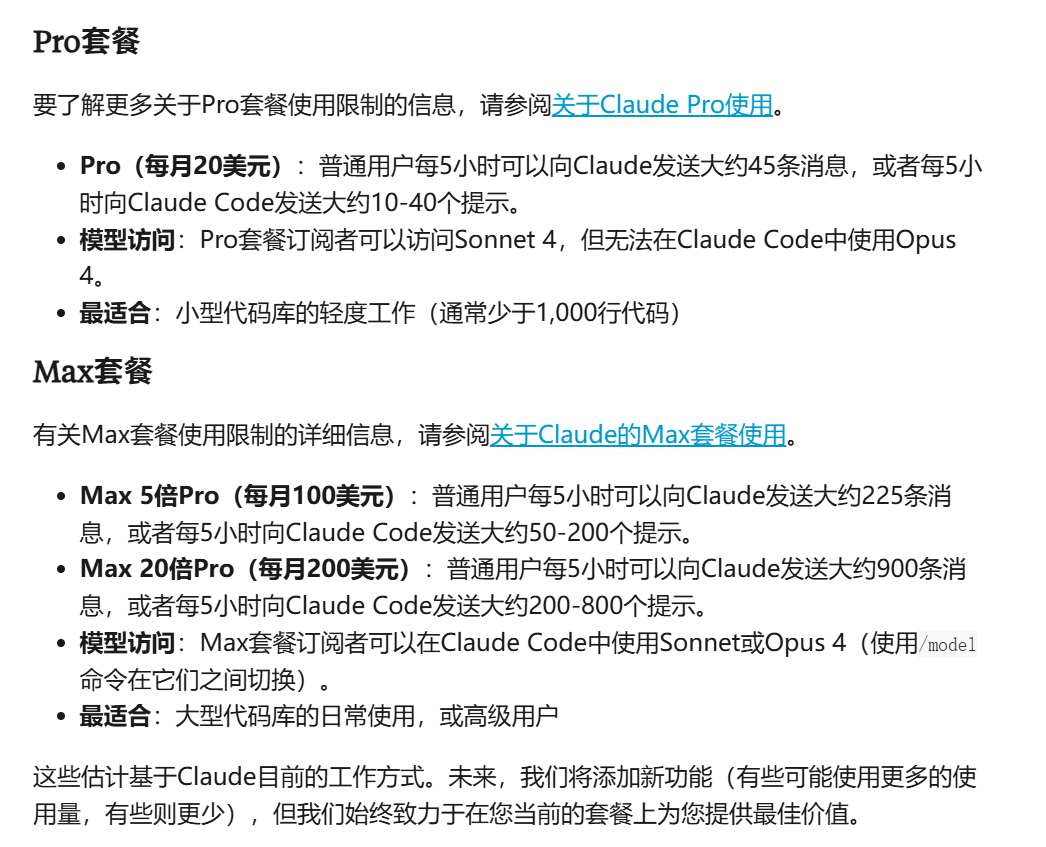 Pro套餐
要了解更多关于Pro套餐使用限制的信息，请参阅关于Claude Pro使用。
• Pro（每月20美元）：普通用户每5小时可以向Claude发送大约45条消息，或者每5小
时向Claude Code发送大约10-40个提示。
• 模型访问：Pro套餐订阅者可以访问Sonnet 4，但无法在Claude Code中使用Opus
4。
• 最适合：小型代码库的轻度工作（通常少于1,000行代码）
Max套餐
有关Max套餐使用限制的详细信息，请参阅关于Claude的Max套餐使用。
• Max 5倍Pro（每月100美元）：普通用户每5小时可以向Claude发送大约225条消
息，或者每5小时向Claude Code发送大约50-200个提示。
• Max 20倍Pro（每月200美元）：普通用户每5小时可以向Claude发送大约900条消
息，或者每5小时向Claude Code发送大约200-800个提示。
• 模型访问：Max套餐订阅者可以在Claude Code中使用Sonnet或Opus 4（使用/model
命令在它们之间切换）。
• 最适合：大型代码库的日常使用，或高级用户
这些估计基于Claude目前的工作方式。未来，我们将添加新功能（有些可能使用更多的使
用量，有些则更少），但我们始终致力于在您当前的套餐上为您提供最佳价值。